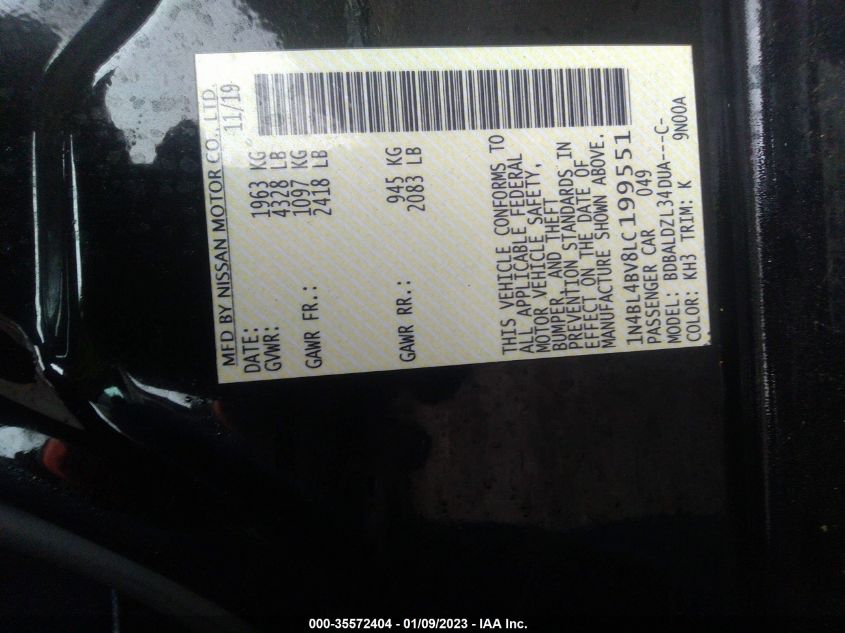 MFD BY NISSAN MOTOR CO., LTD.
DATE: 11/19
GVWR: 1963 KG
4328 LB
GAWR FR.: 1097 KG
2418 LB
GAWR RR.: 945 KG
2083 LB
THIS VEHICLE CONFORMS TO
ALL APPLICABLE FEDERAL
MOTOR VEHICLE SAFETY,
BUMPER, AND THEFT
PREVENTION STANDARDS IN
EFFECT ON THE DATE OF
MANUFACTURE SHOWN ABOVE.
1N4BL4BV8LC199551
PASSENGER CAR 049
MODEL: BDBALDZL34DUA---C-
COLOR: KH3 TRIM: K 9N00A
000-35572404 - 01/09/2023 - IAA Inc.